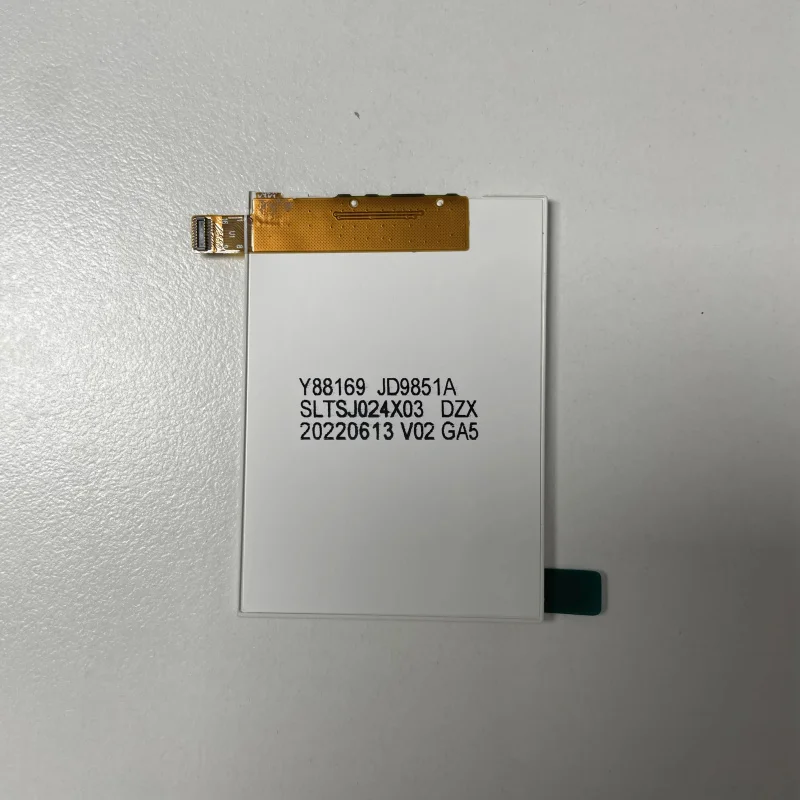 Y88169 JD9851A
SLTSJ024X03 DZX
20220613 V02 GA5